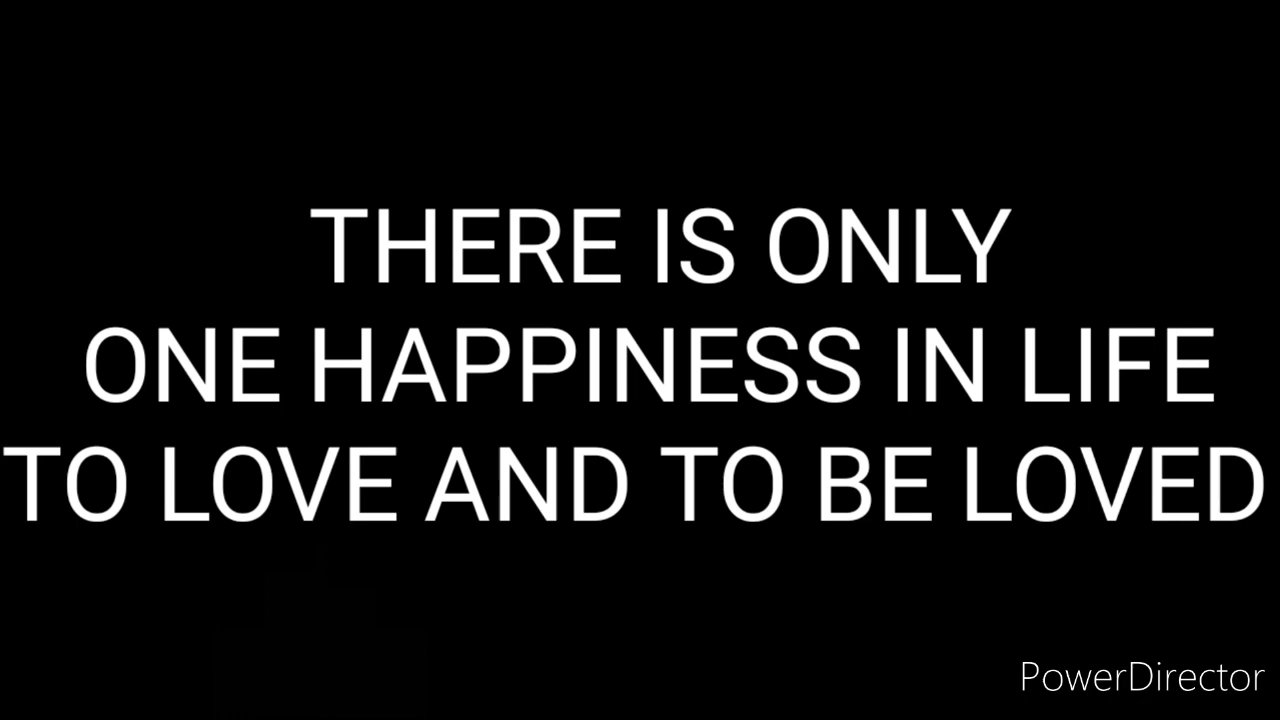 THERE IS ONLY
ONE HAPPINESS IN LIFE
TO LOVE AND TO BE LOVED
PowerDirector